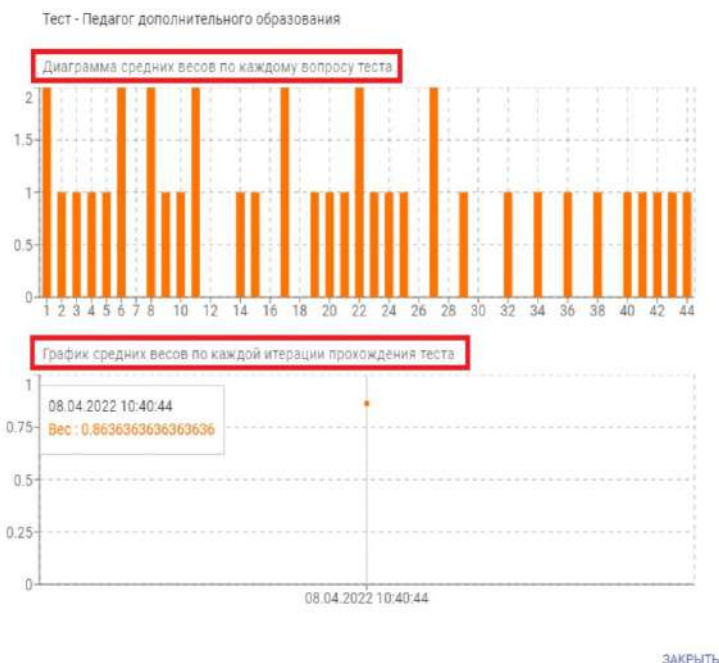 Тест - Педагог дополнительного образования
Диаграмма средних весов по каждому вопросу теста
2
1.5
1
0.5
0
1 2 3 4 5 6 7 8 10 12 14 16 18 20 22 24 26 28 30 32 34 36 38 40 42 44
График средних весов по каждой итерации прохождения теста
1
08.04.2022 10:40:44
0.75
Вес : 0.8636363636363636
0.5
0.25
0
08.04.2022 10:40:44
ЗАКРЫТЬ